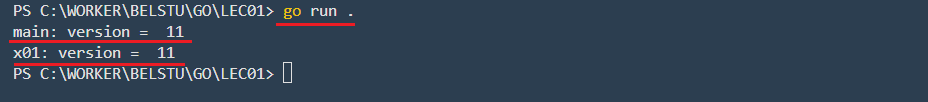 PS C:\WORKER\BELSTU\GO\LEC01> go run .
main: version =  11
x01: version =  11
PS C:\WORKER\BELSTU\GO\LEC01>